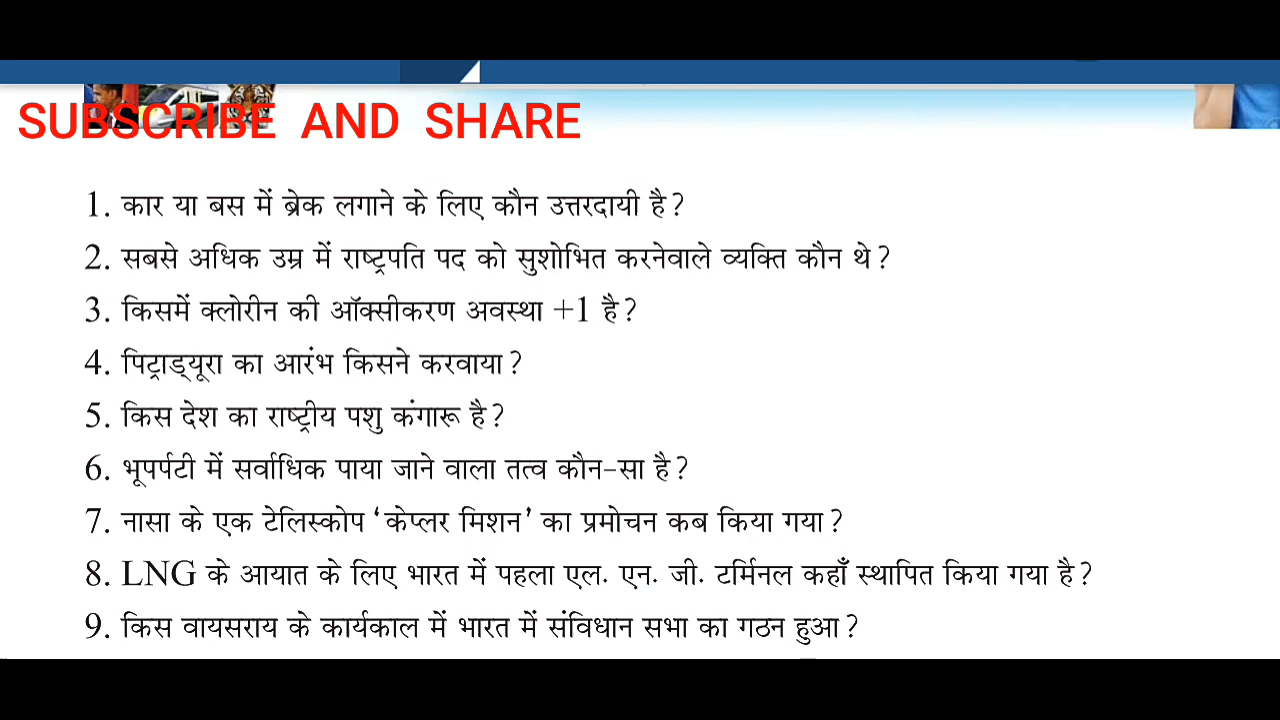 SUBSCRIBE AND SHARE
1. कार या बस में ब्रेक लगाने के लिए कौन उत्तरदायी है?
2. सबसे अधिक उम्र में राष्ट्रपति पद को सुशोभित करनेवाले व्यक्ति कौन थे?
3. किसमें क्लोरीन की ऑक्सीकरण अवस्था +1 है?
4. पिट्राड्यूरा का आरंभ किसने करवाया?
5. किस देश का राष्ट्रीय पशु कंगारू है?
6. भूपर्पटी में सर्वाधिक पाया जाने वाला तत्व कौन-सा है?
7. नासा के एक टेलिस्कोप ‘केप्लर मिशन’ का प्रमोचन कब किया गया?
8. LNG के आयात के लिए भारत में पहला एल. एन. जी. टर्मिनल कहाँ स्थापित किया गया है?
9. किस वायसराय के कार्यकाल में भारत में संविधान सभा का गठन हुआ?